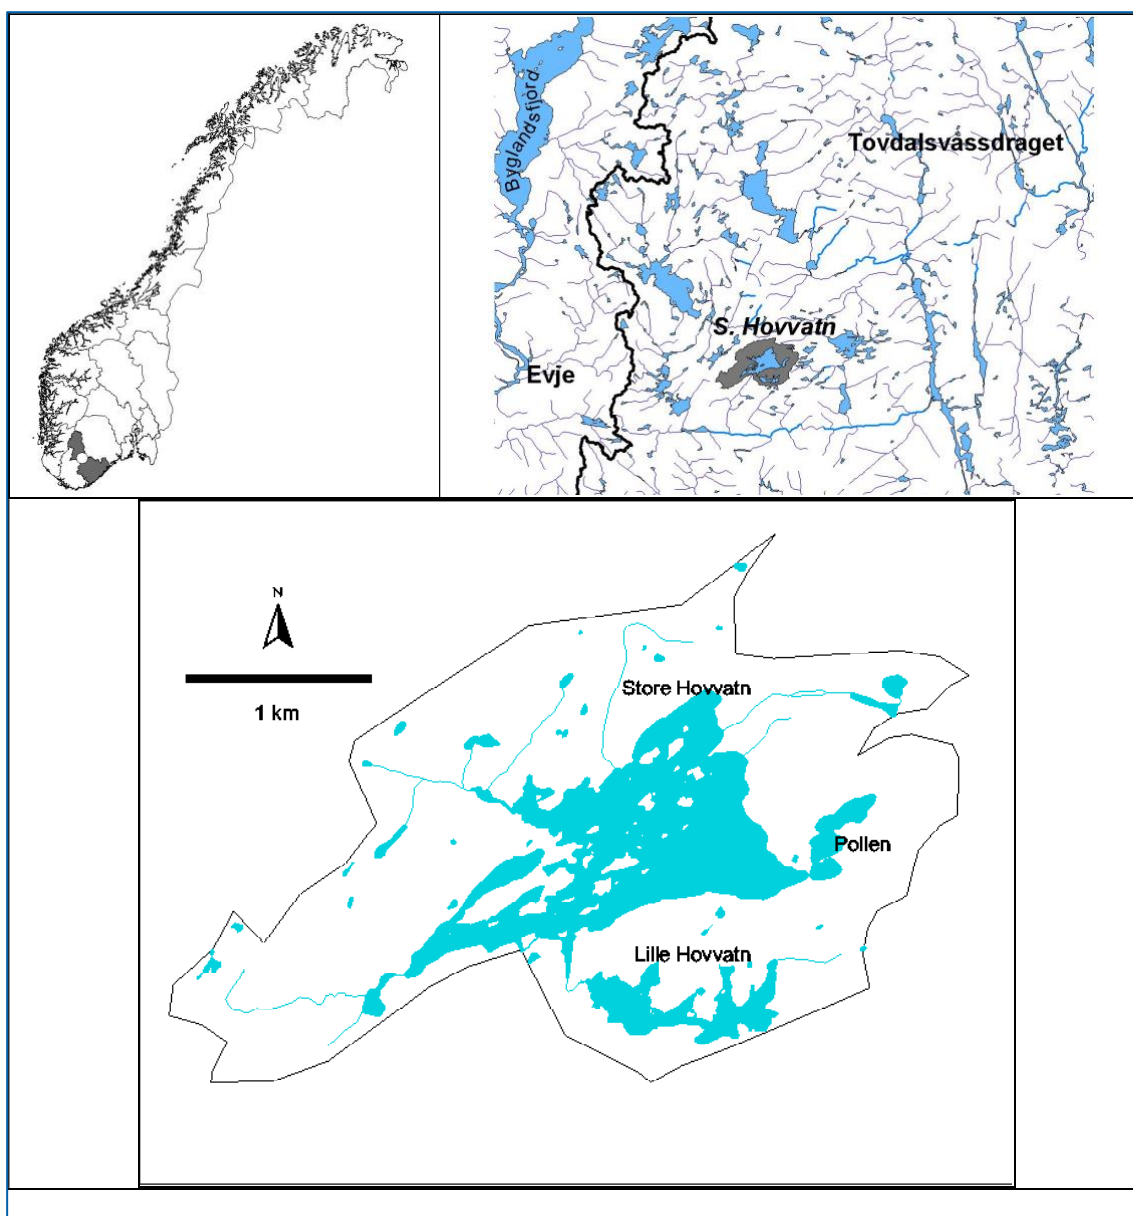 Byglandsfjord
Tovdalsvassdraget
S. Hovvatn
Evje
N
1 km
Store Hovvatn
Pollen
Lille Hovvatn